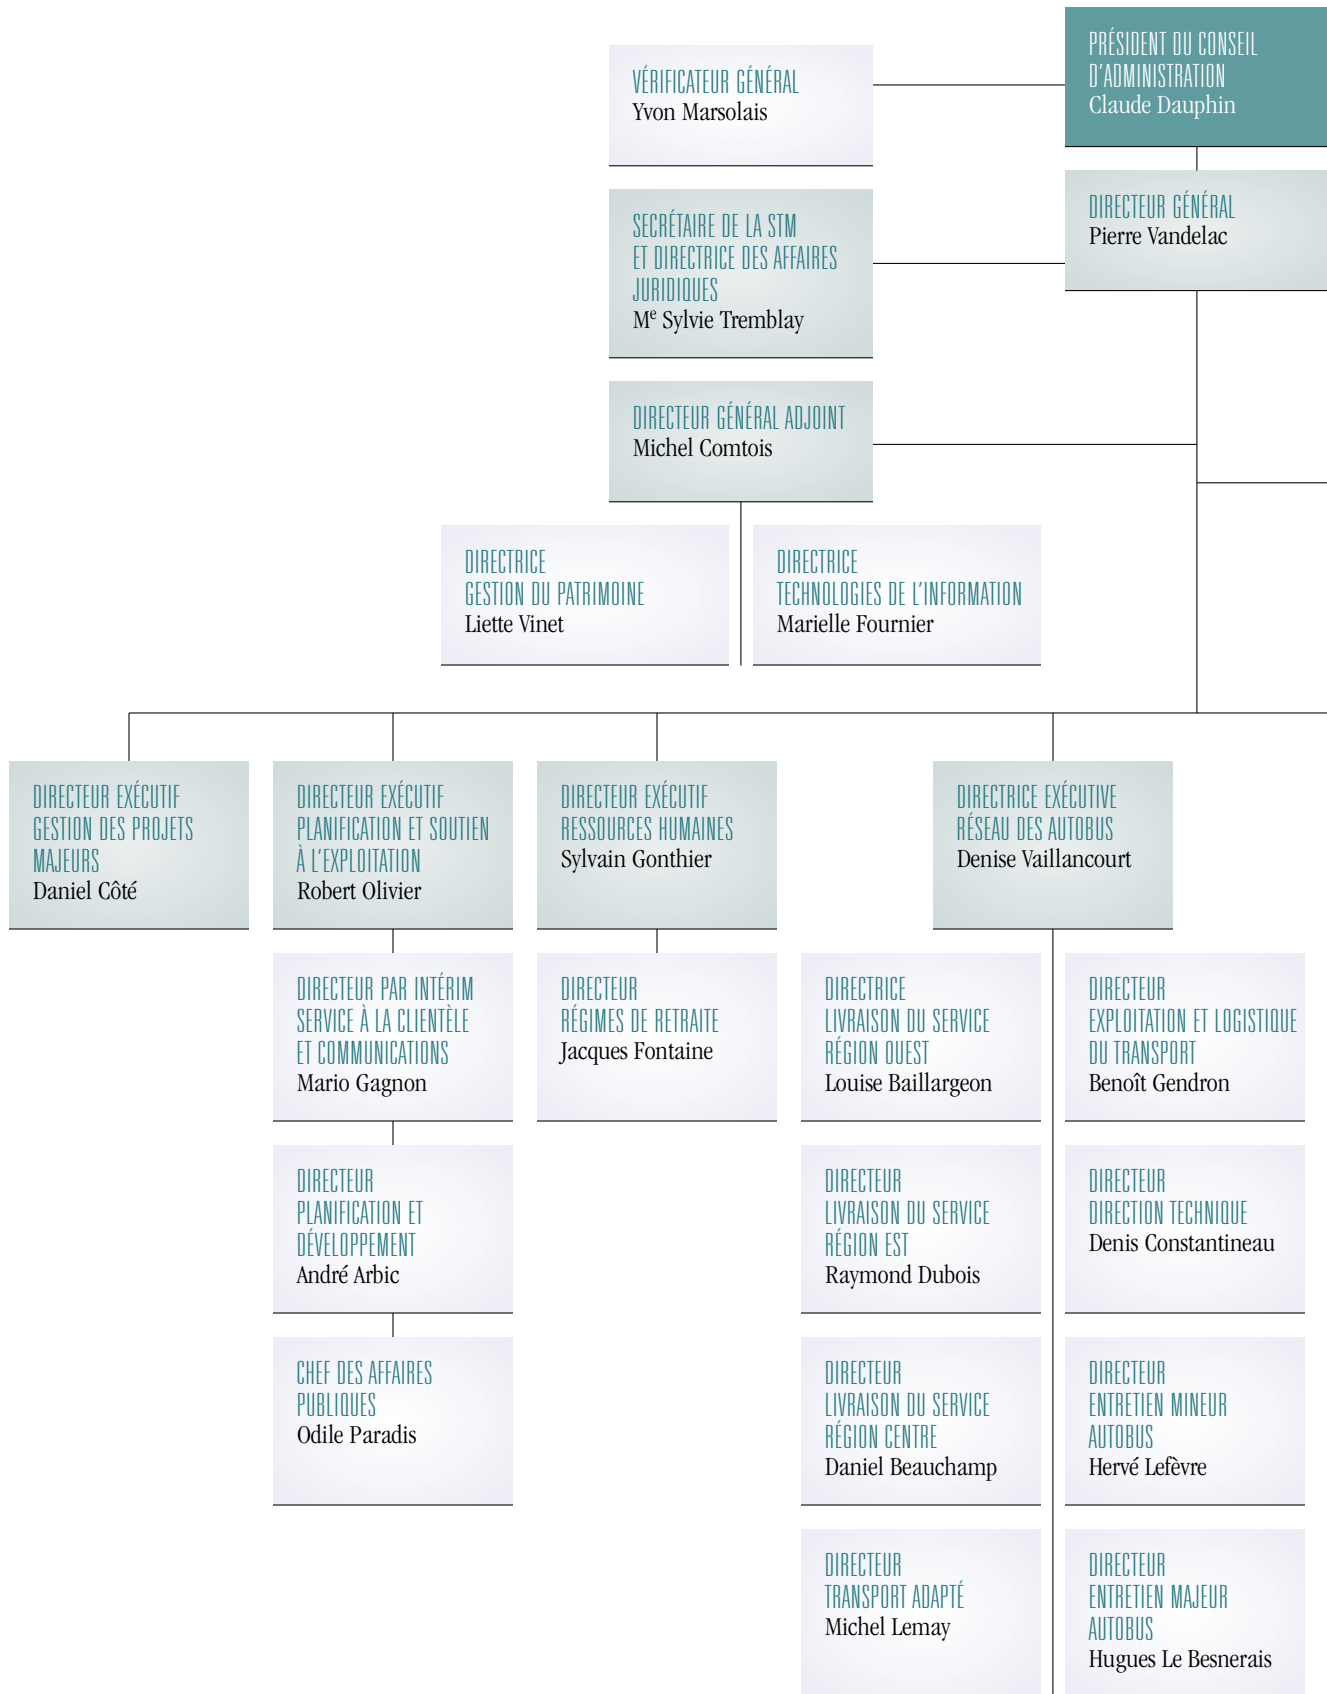 PRÉSIDENT DU CONSEIL
D'ADMINISTRATION
Claude Dauphin
VÉRIFICATEUR GÉNÉRAL
Yvon Marsolais
DIRECTEUR GÉNÉRAL
Pierre Vandelac
SECRÉTAIRE DE LA STM
ET DIRECTRICE DES AFFAIRES
JURIDIQUES
Me Sylvie Tremblay
DIRECTEUR GÉNÉRAL ADJOINT
Michel Comtois
DIRECTRICE
GESTION DU PATRIMOINE
Liette Vinet
DIRECTRICE
TECHNOLOGIES DE L'INFORMATION
Marielle Fournier
DIRECTEUR EXÉCUTIF
GESTION DES PROJETS
MAJEURS
Daniel Côté
DIRECTEUR EXÉCUTIF
PLANIFICATION ET SOUTIEN
À L'EXPLOITATION
Robert Olivier
DIRECTEUR EXÉCUTIF
RESSOURCES HUMAINES
Sylvain Gonthier
DIRECTRICE EXÉCUTIVE
RÉSEAU DES AUTOBUS
Denise Vaillancourt
DIRECTEUR PAR INTÉRIM
SERVICE À LA CLIENTÈLE
ET COMMUNICATIONS
Mario Gagnon
DIRECTEUR
RÉGIMES DE RETRAITE
Jacques Fontaine
DIRECTRICE
LIVRAISON DU SERVICE
RÉGION OUEST
Louise Baillargeon
DIRECTEUR
EXPLOITATION ET LOGISTIQUE
DU TRANSPORT
Benoît Gendron
DIRECTEUR
PLANIFICATION ET
DÉVELOPPEMENT
André Arbic
DIRECTEUR
LIVRAISON DU SERVICE
RÉGION EST
Raymond Dubois
DIRECTEUR
DIRECTION TECHNIQUE
Denis Constantineau
CHEF DES AFFAIRES
PUBLIQUES
Odile Paradis
DIRECTEUR
LIVRAISON DU SERVICE
RÉGION CENTRE
Daniel Beauchamp
DIRECTEUR
ENTRETIEN MINEUR
AUTOBUS
Hervé Lefèvre
DIRECTEUR
TRANSPORT ADAPTÉ
Michel Lemay
DIRECTEUR
ENTRETIEN MAJEUR
AUTOBUS
Hugues Le Besnerais